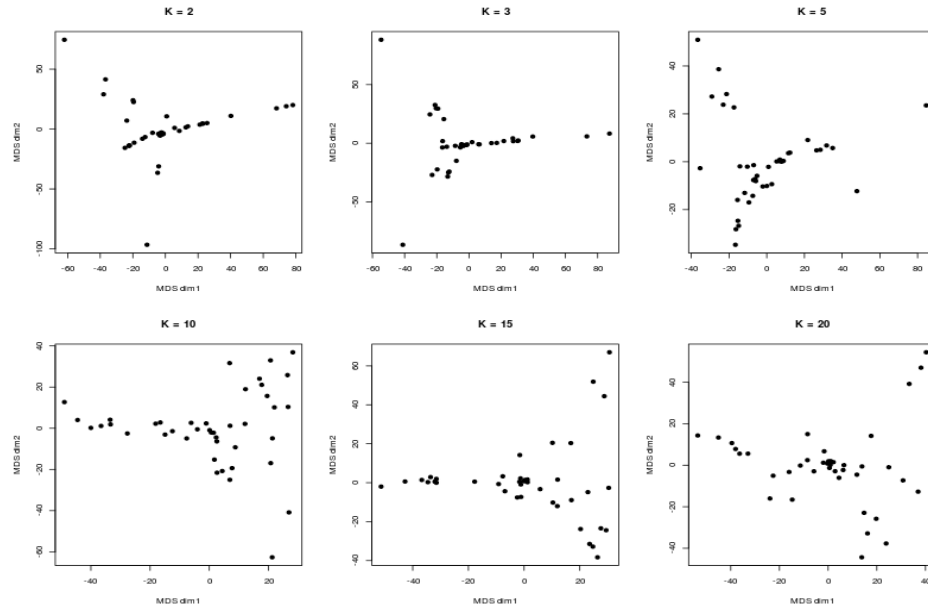 K = 2
50
0
-50
-100
MDS dim2
-60 -40 -20 0 20 40 60 80
MDS dim1
K = 3
50
0
-50
MDS dim2
-60 -40 -20 0 20 40 60 80
MDS dim1
K = 5
40
20
0
-20
MDS dim2
-40 -20 0 20 40 60 80
MDS dim1
K = 10
40
20
0
-20
-40
-60
MDS dim2
-40 -20 0 20
MDS dim1
K = 15
60
40
20
0
-20
-40
MDS dim2
-40 -20 0 20
MDS dim1
K = 20
40
20
0
-20
-40
MDS dim2
-40 -20 0 20 40
MDS dim1